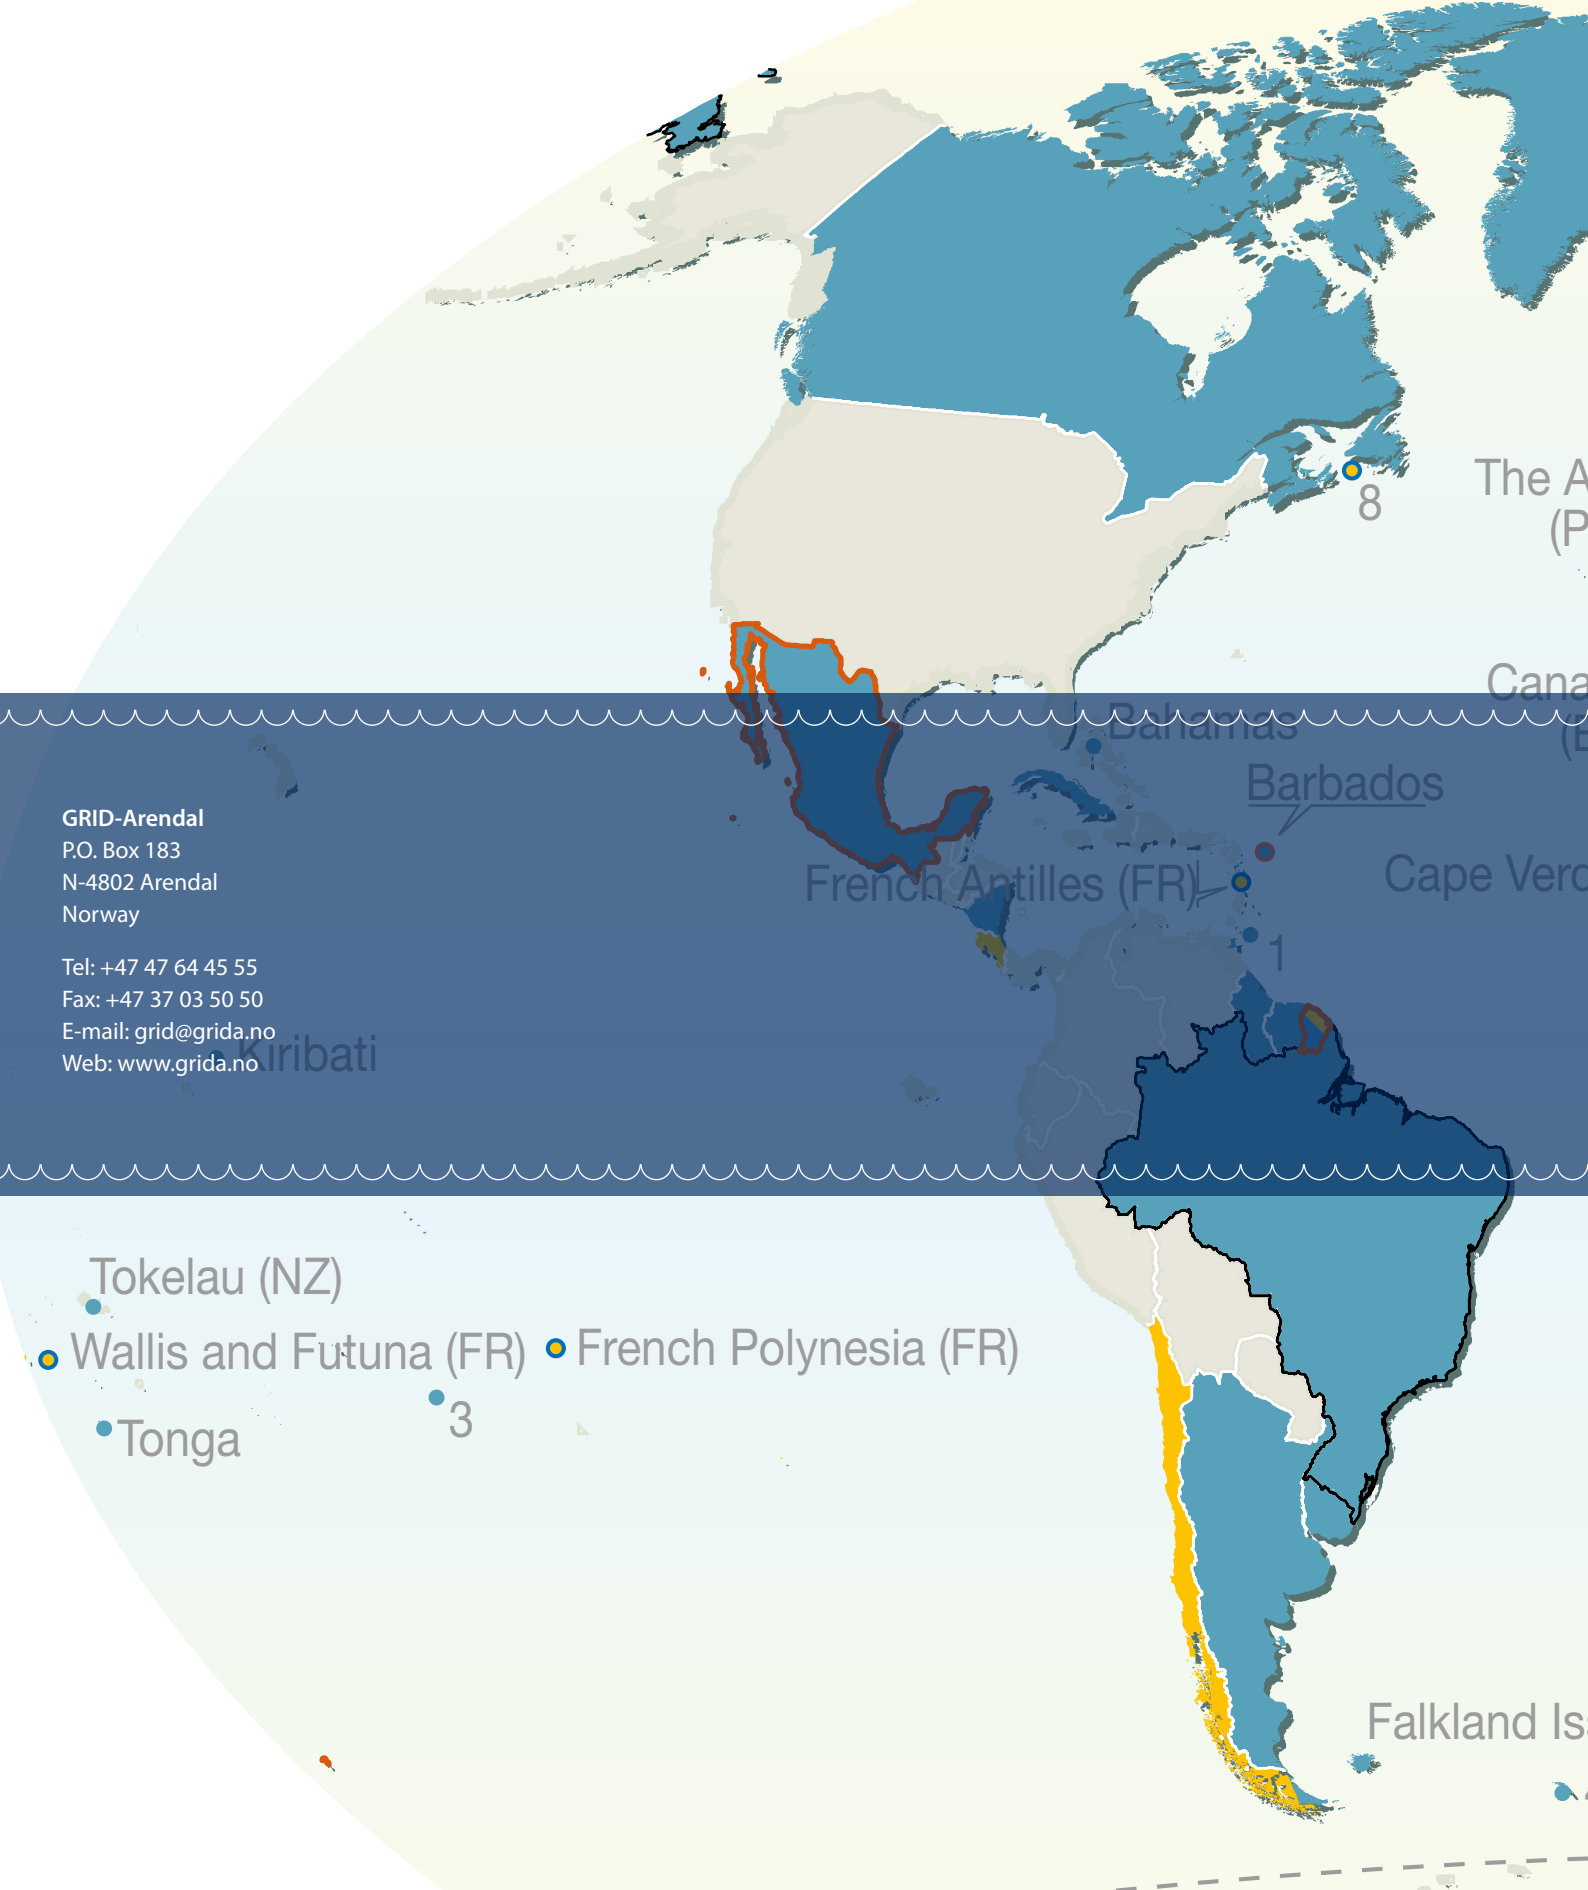 8
The A
(P
Cana
(E
Bahamas
Barbados
French Antilles (FR)
Cape Verd
1
GRID-Arendal
P.O. Box 183
N-4802 Arendal
Norway
Tel: +47 47 64 45 55
Fax: +47 37 03 50 50
E-mail: grid@grida.no
Web: www.grida.no
Kiribati
Tokelau (NZ)
Wallis and Futuna (FR)
French Polynesia (FR)
3
Tonga
Falkland Is